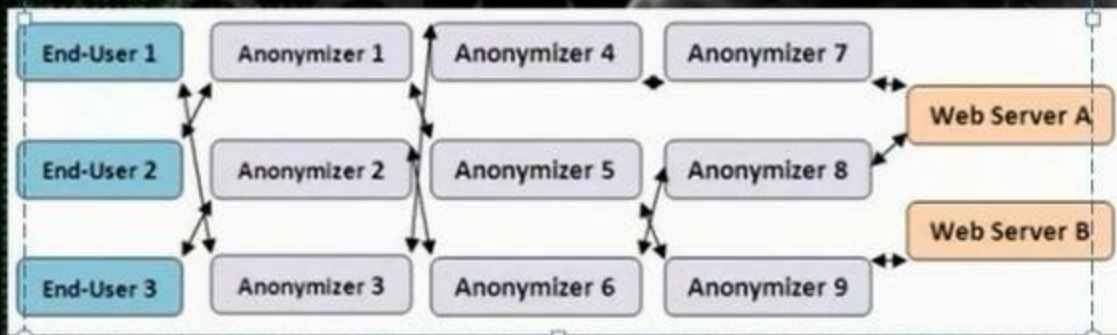 End-User 1
Anonymizer 1
Anonymizer 4
Anonymizer 7
Web Server A
End-User 2
Anonymizer 2
Anonymizer 5
Anonymizer 8
Web Server B
End-User 3
Anonymizer 3
Anonymizer 6
Anonymizer 9